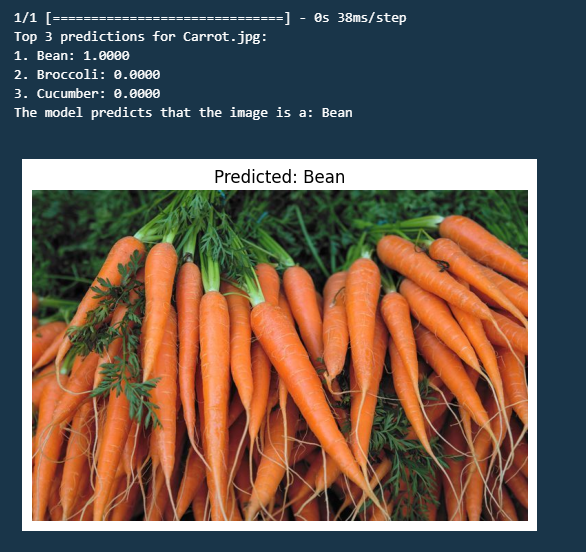 1/1 [==============================] - 0s 38ms/step
Top 3 predictions for Carrot.jpg:
1. Bean: 1.0000
2. Broccoli: 0.0000
3. Cucumber: 0.0000
The model predicts that the image is a: Bean
Predicted: Bean